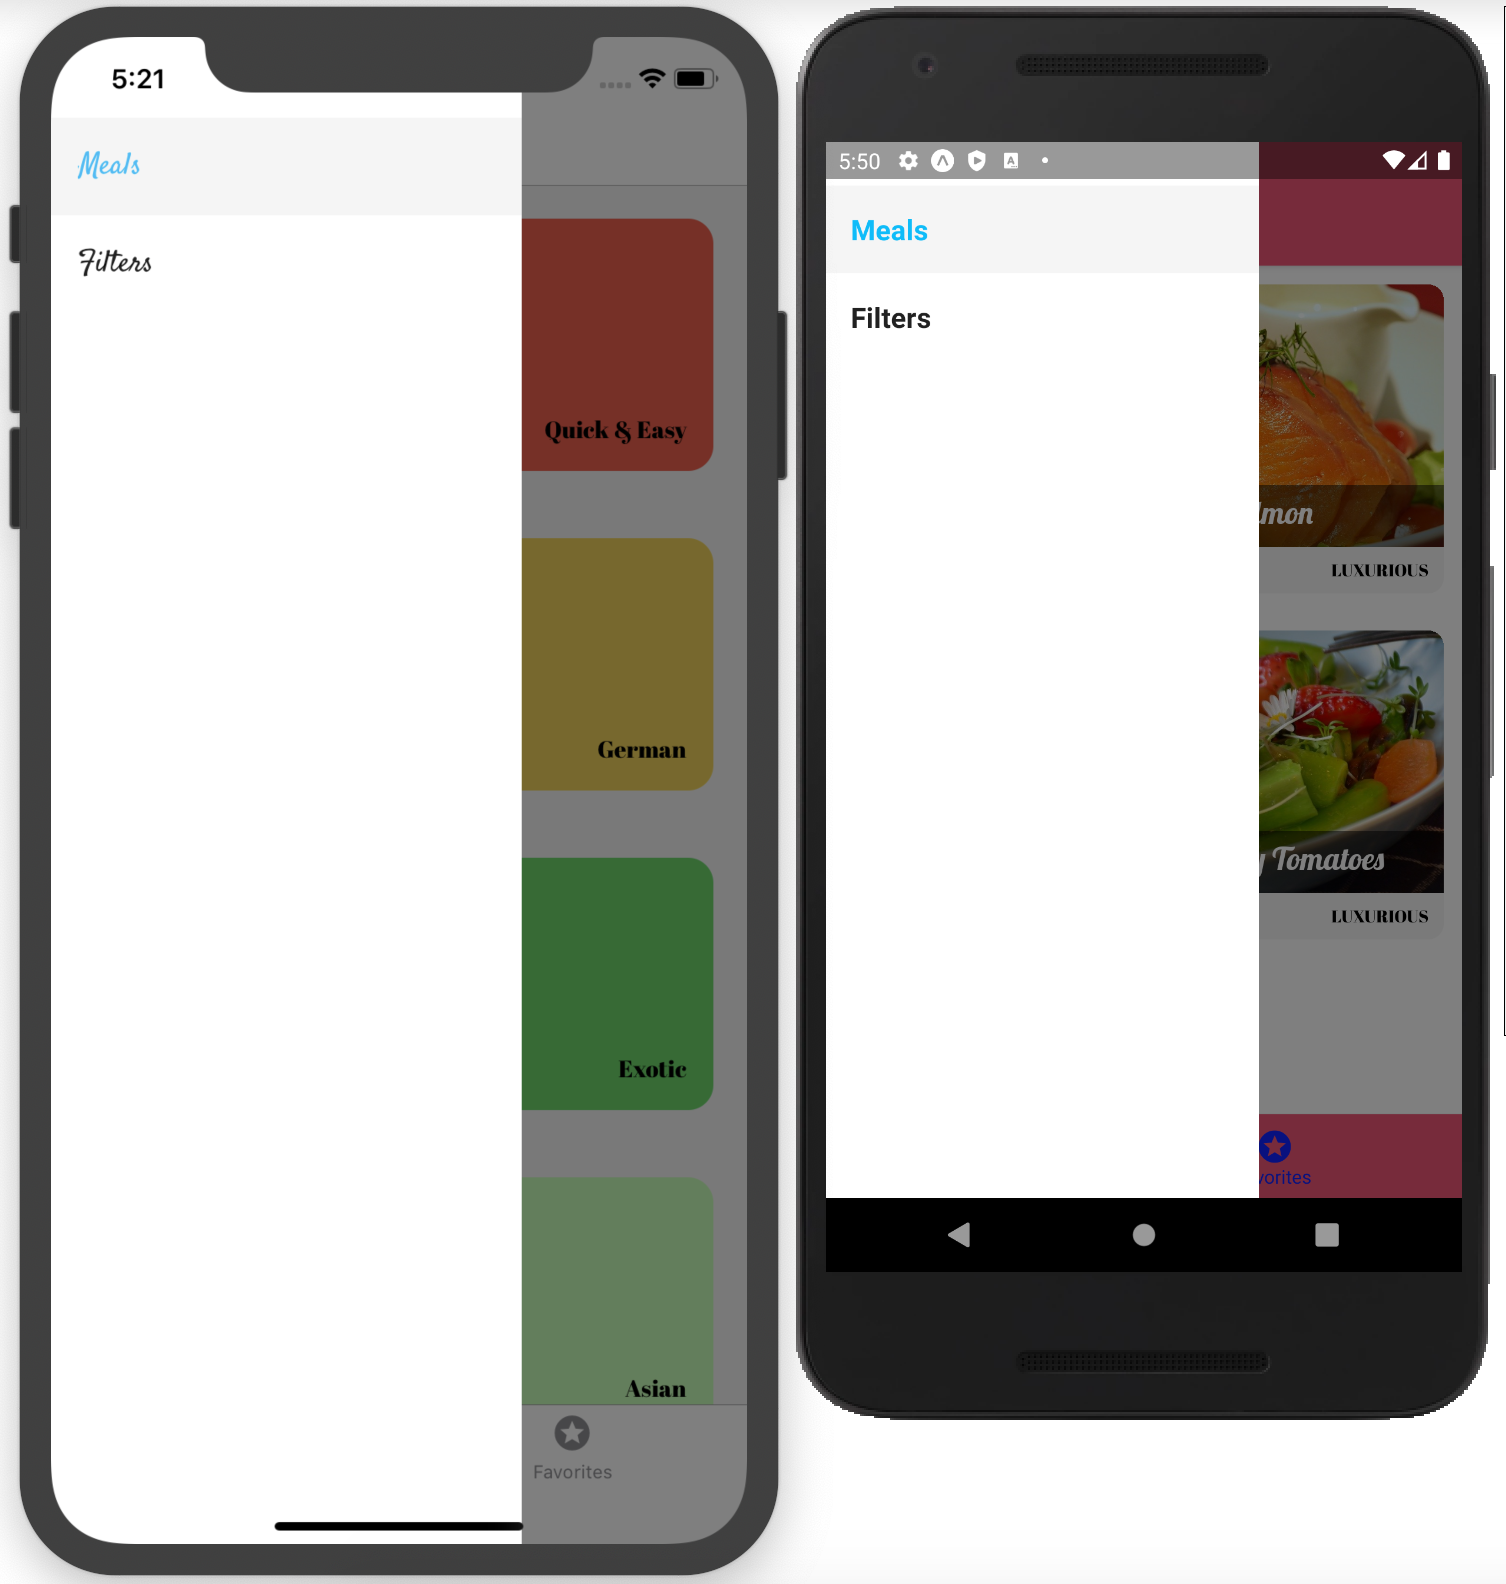 5:21
Meals
Filters
Quick & Easy
German
Exotic
Asian
Favorites
5:50
A
Meals
Filters
lmon
LUXURIOUS
y Tomatoes
LUXURIOUS
vorites